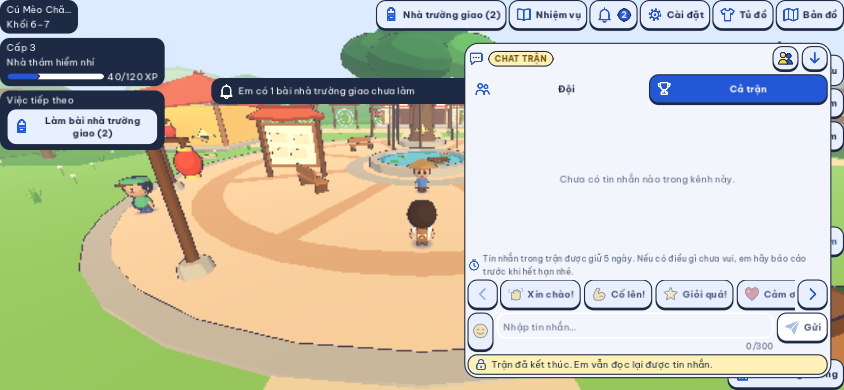 Cú Mèo Chă...
Khối 6–7
Cấp 3
Nhà thám hiểm nhí
40/120 XP
Việc tiếp theo
Làm bài nhà trường
giao (2)
Nhà trường giao (2)
Nhiệm vụ
2
Cài đặt
Tủ đồ
Bản đồ
Em có 1 bài nhà trường giao chưa làm
CHAT TRẬN
Đội
Cả trận
Chưa có tin nhắn nào trong kênh này.
Tin nhắn trong trận được giữ 5 ngày. Nếu có điều gì chưa vui, em hãy báo cáo
trước khi hết hạn nhé.
Xin chào!
Cố lên!
Giỏi quá!
Cảm ơ
Nhập tin nhắn...
Gửi
0/300
Trận đã kết thúc. Em vẫn đọc lại được tin nhắn.